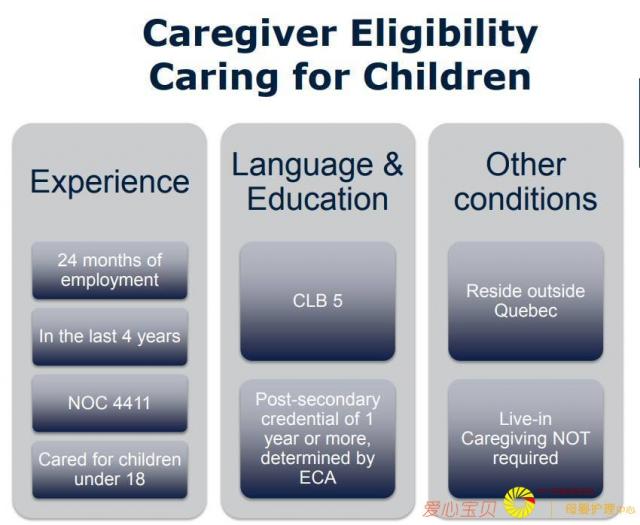 Caregiver Eligibility
Caring for Children
Experience
24 months of
employment
In the last 4 years
NOC 4411
Cared for children
under 18
Language &
Education
CLB 5
Post-secondary
credential of 1
year or more,
determined by
ECA
Other
conditions
Reside outside
Quebec
Live-in
Caregiving NOT
required
爱心宝贝
母婴护理中心